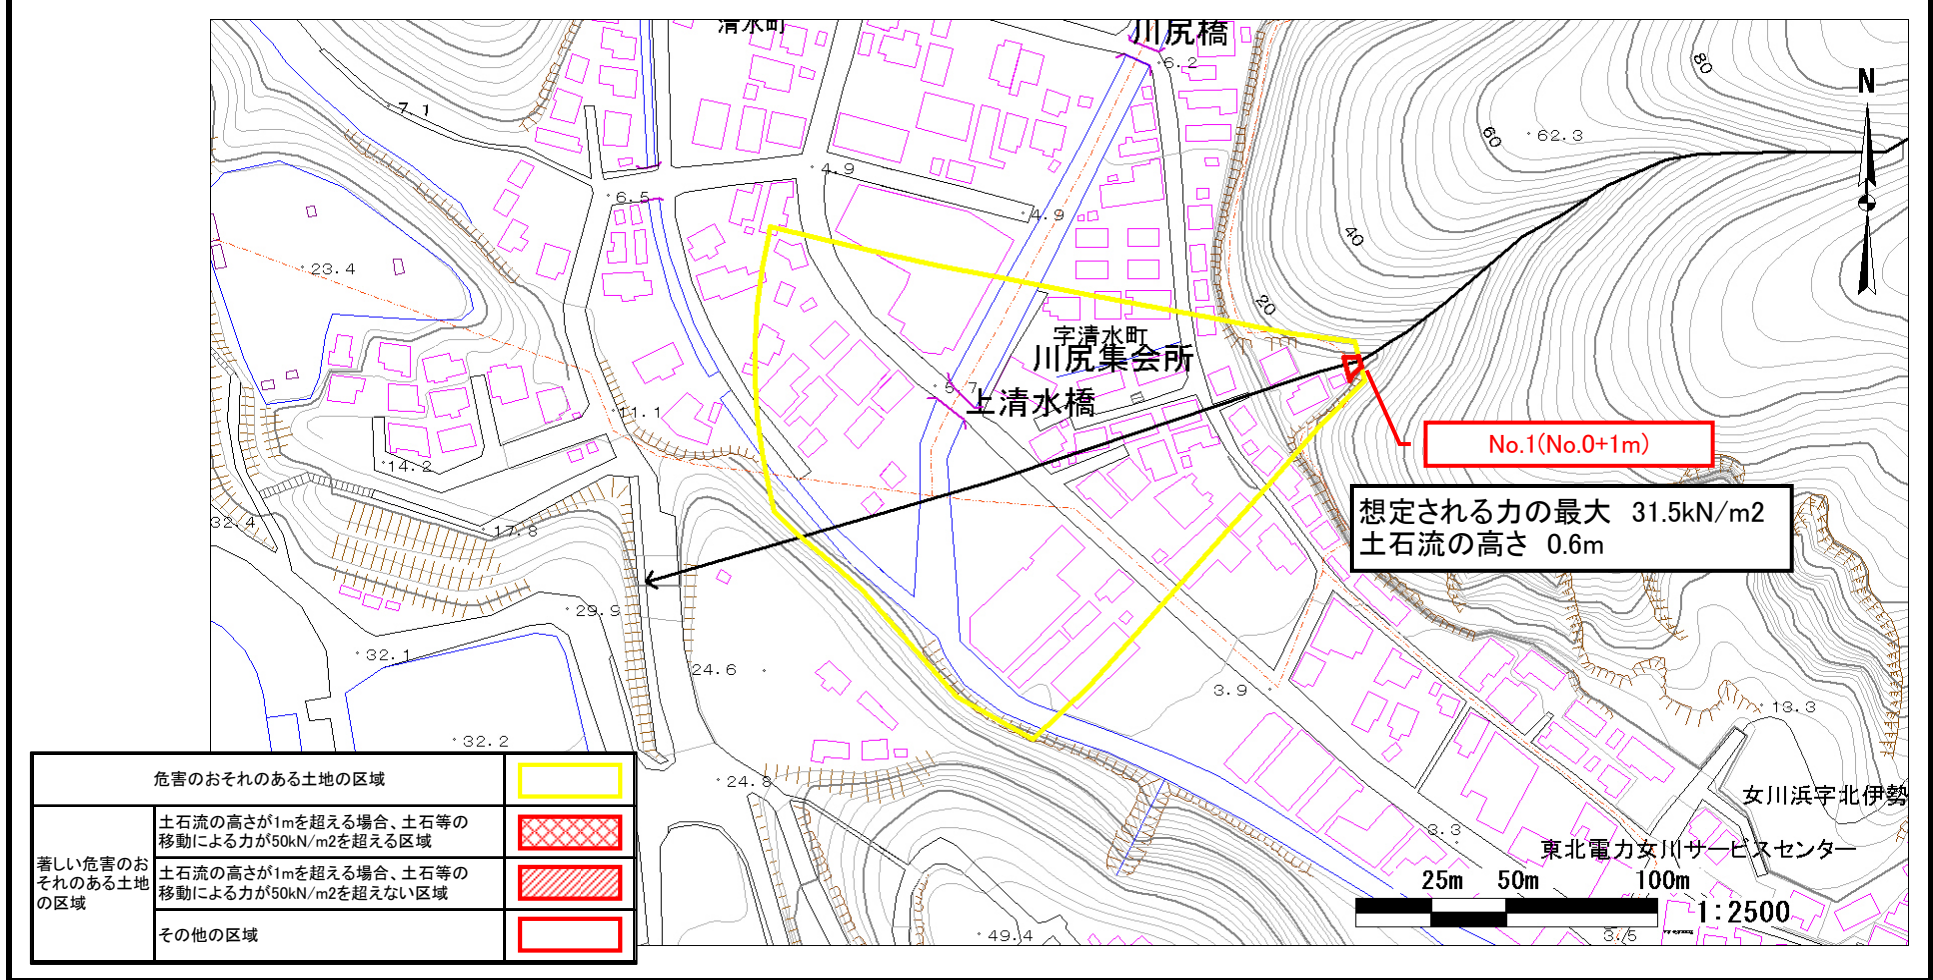 清水町
川尻橋
6.2
7.1
80
N
60
62.3
4.9
6.5
4.9
40
23.4
20
字清水町
川尻集会所
5.7
上清水橋
11.1
No.1(No.0+1m)
14.2
想定される力の最大 31.5kN/m2
土石流の高さ 0.6m
32.4
17.8
29.9
32.1
24.6
3.9
13.3
32.2
24.8
女川浜字北伊勢
3.3
東北電力女川サービスセンター
25m 50m 100m
1:2500
49.4
3.5
危害のおそれのある土地の区域
著しい危害のお
それのある土地
の区域
土石流の高さが1mを超える場合、土石等の
移動による力が50kN/m2を超える区域
土石流の高さが1mを超える場合、土石等の
移動による力が50kN/m2を超えない区域
その他の区域